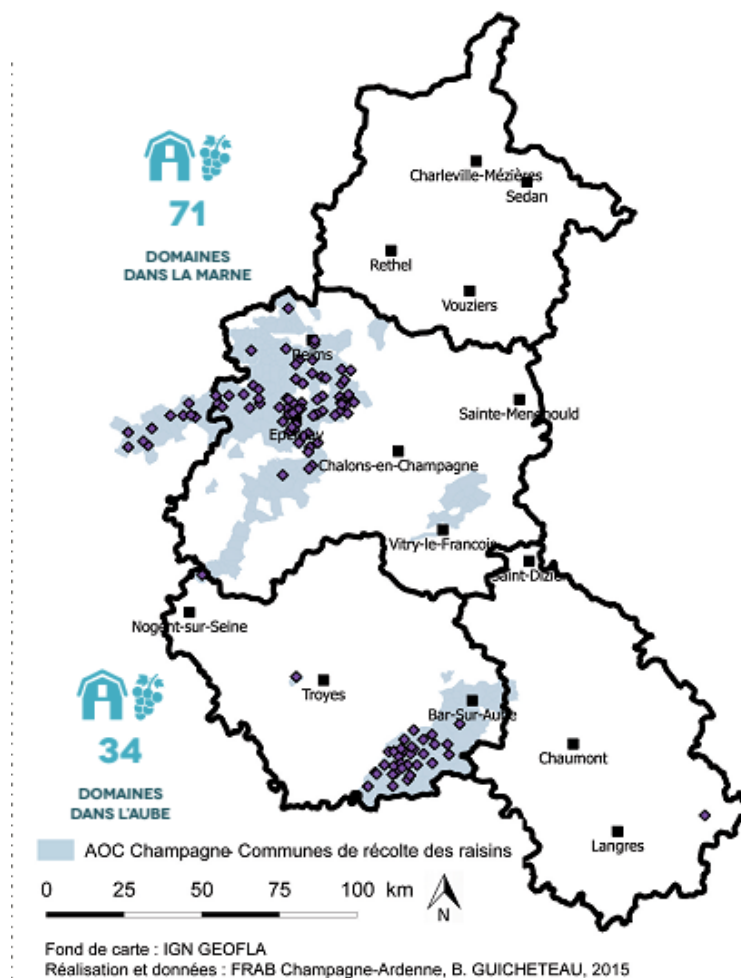 Charleville-Mézières
Sedan
71
DOMAINES
DANS LA MARNE
Rethel
Vouziers
Reims
Sainte-Menehould
Epernay
Chalons-en-Champagne
Vitry-le-Francois
Saint-Dizier
Nogent-sur-Seine
Troyes
Bar-Sur-Aube
34
DOMAINES
DANS L'AUBE
Chaumont
Langres
AOC Champagne- Communes de récolte des raisins
0 25 50 75 100 km
N
Fond de carte : IGN GEOFLA
Réalisation et données : FRAB Champagne-Ardenne, B. GUICHETEAU, 2015